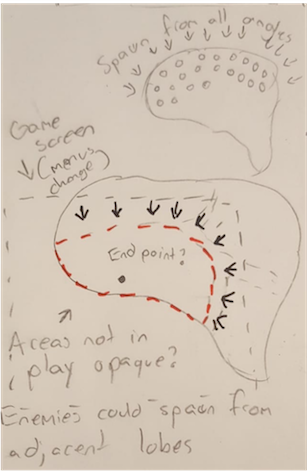 Spawn from all angles
Game
screen
(menus
change)
End point?
Areas not in
play opaque?
Enemies could spawn from
adjacent lobes